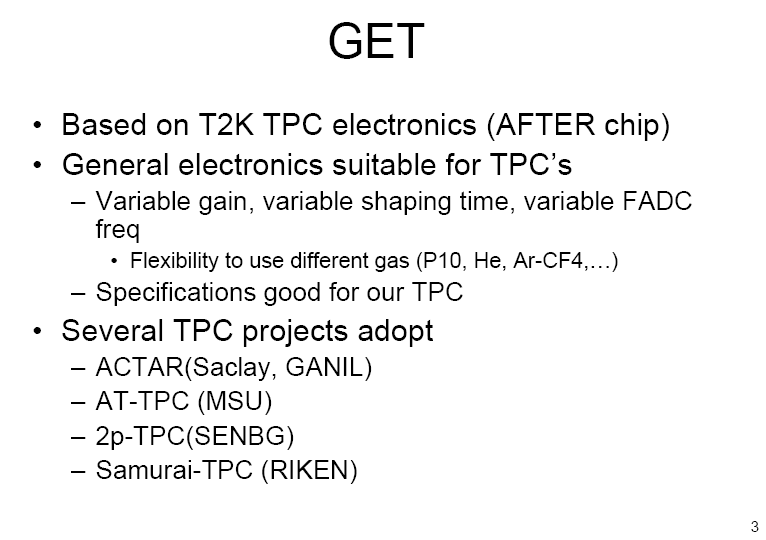 GET
• Based on T2K TPC electronics (AFTER chip)
• General electronics suitable for TPC's
– Variable gain, variable shaping time, variable FADC
freq
• Flexibility to use different gas (P10, He, Ar-CF4,...)
– Specifications good for our TPC
• Several TPC projects adopt
– ACTAR(Saclay, GANIL)
– AT-TPC (MSU)
– 2p-TPC(SENBG)
– Samurai-TPC (RIKEN)
3